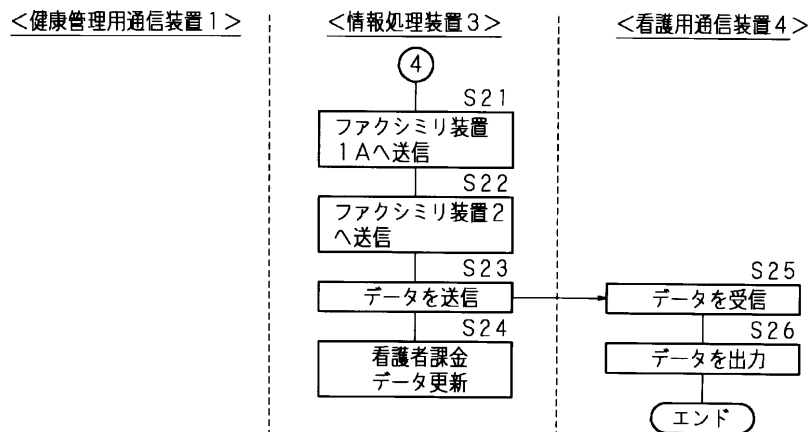 <健康管理用通信装置1>
<情報処理装置3>
<看護用通信装置4>
4
S21
ファクシミリ装置
1Aへ送信
S22
ファクシミリ装置2
へ送信
S23
データを送信
S25
データを受信
S24
看護者課金
データ更新
S26
データを出力
エンド